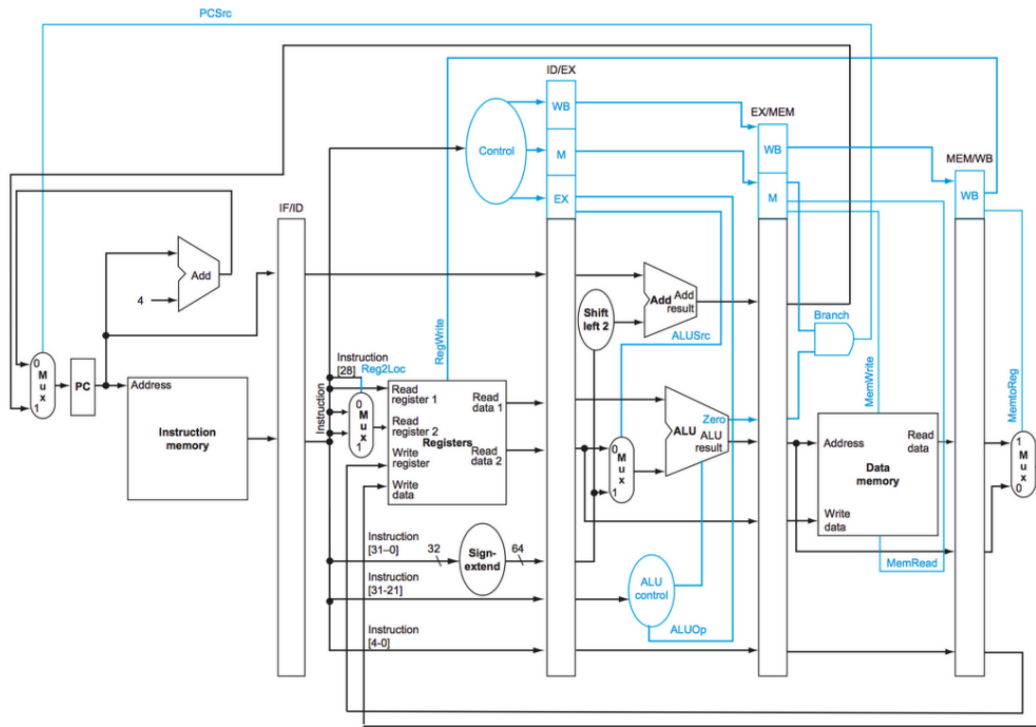 PCSrc
ID/EX
WB
EX/MEM
Control
M
WB
MEM/WB
EX
M
WB
IF/ID
Add
4
Add
Add
result
Shift
left 2
Branch
ALUSrc
RegWrite
MemWrite
MemtoReg
0
M
u
x
1
PC
Address
Instruction
memory
Instruction
[28]
Reg2Loc
Instruction
0
M
u
x
1
Read
register 1
Read
data 1
Read
register 2
Registers
Write
register
Read
data 2
Write
data
0
M
u
x
1
Zero
ALU
ALU
result
Address
Read
data
Data
memory
Write
data
1
M
u
x
0
Instruction
[31–0]
32
Sign-
extend
64
MemRead
Instruction
[31-21]
ALU
control
ALUOp
Instruction
[4-0]